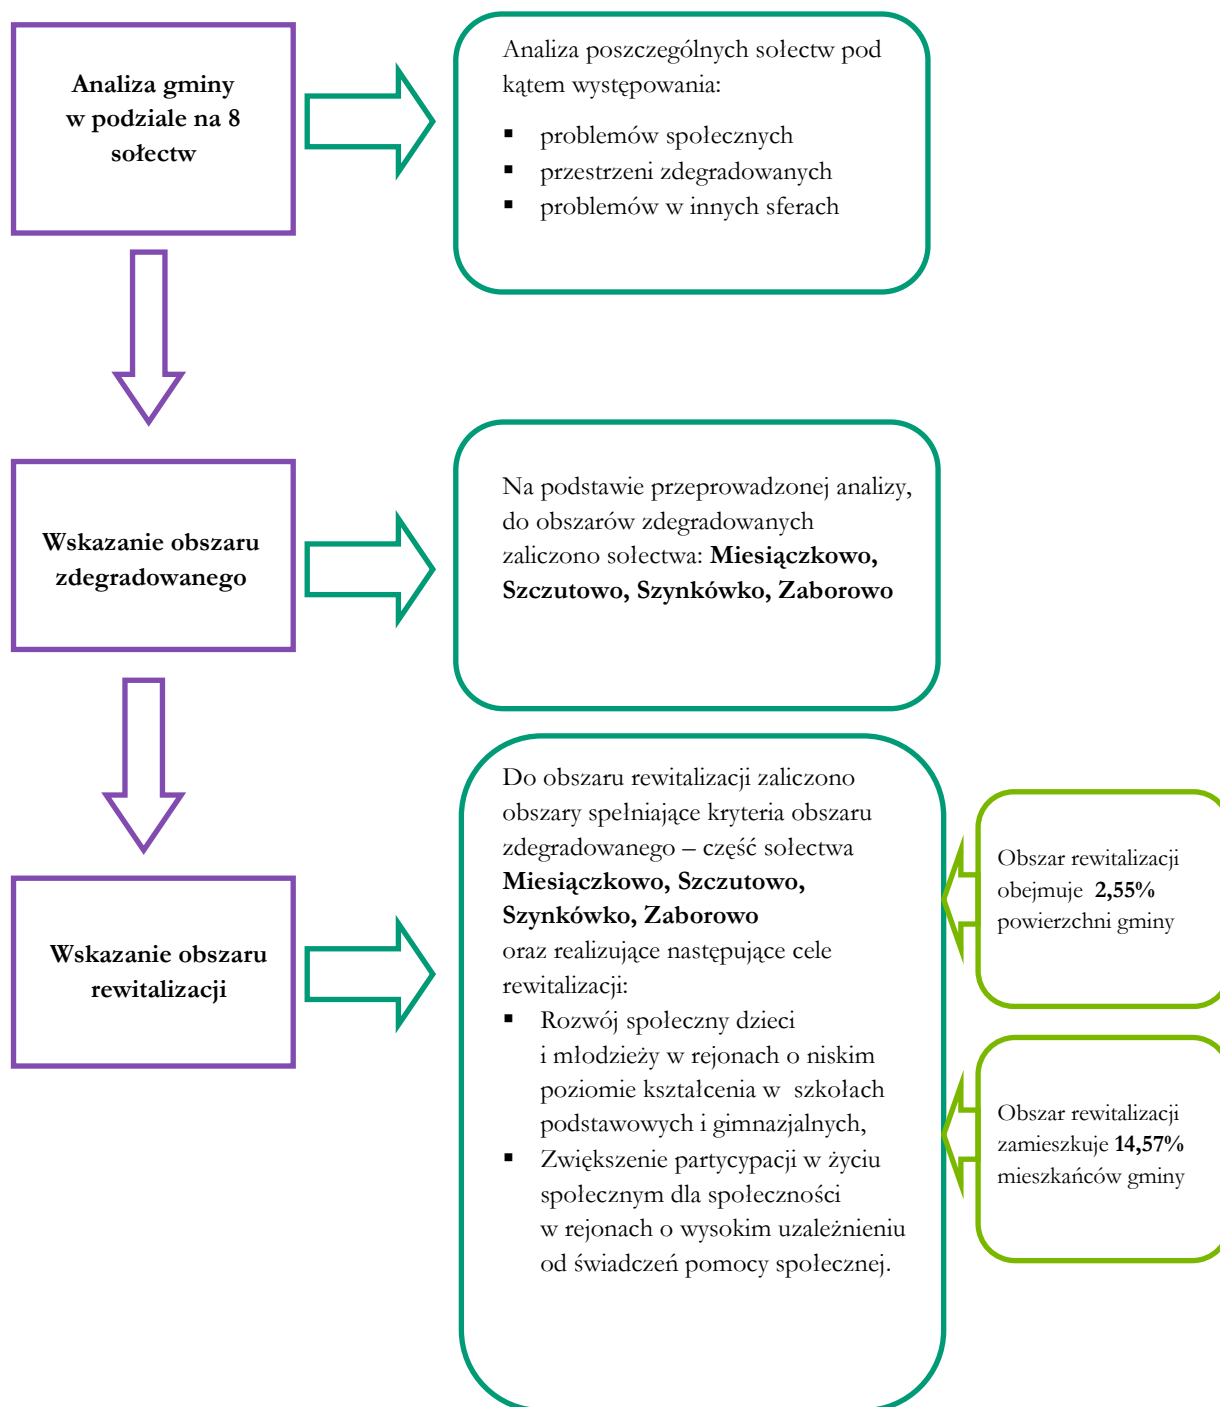 Analiza gminy
w podziale na 8
sołectw
Analiza poszczególnych sołectw pod
kątem występowania:
▪ problemów społecznych
▪ przestrzeni zdegradowanych
▪ problemów w innych sferach
Wskazanie obszaru
zdegradowanego
Na podstawie przeprowadzonej analizy,
do obszarów zdegradowanych
zaliczono sołectwa: Miesiączkowo,
Szczutowo, Szynkówko, Zaborowo
Wskazanie obszaru
rewitalizacji
Do obszaru rewitalizacji zaliczono
obszary spełniające kryteria obszaru
zdegradowanego – część sołectwa
Miesiączkowo, Szczutowo,
Szynkówko, Zaborowo
oraz realizujące następujące cele
rewitalizacji:
▪ Rozwój społeczny dzieci
i młodzieży w rejonach o niskim
poziomie kształcenia w szkołach
podstawowych i gimnazjalnych,
▪ Zwiększenie partycypacji w życiu
społecznym dla społeczności
w rejonach o wysokim uzależnieniu
od świadczeń pomocy społecznej.
Obszar rewitalizacji
obejmuje 2,55%
powierzchni gminy
Obszar rewitalizacji
zamieszkuje 14,57%
mieszkańców gminy